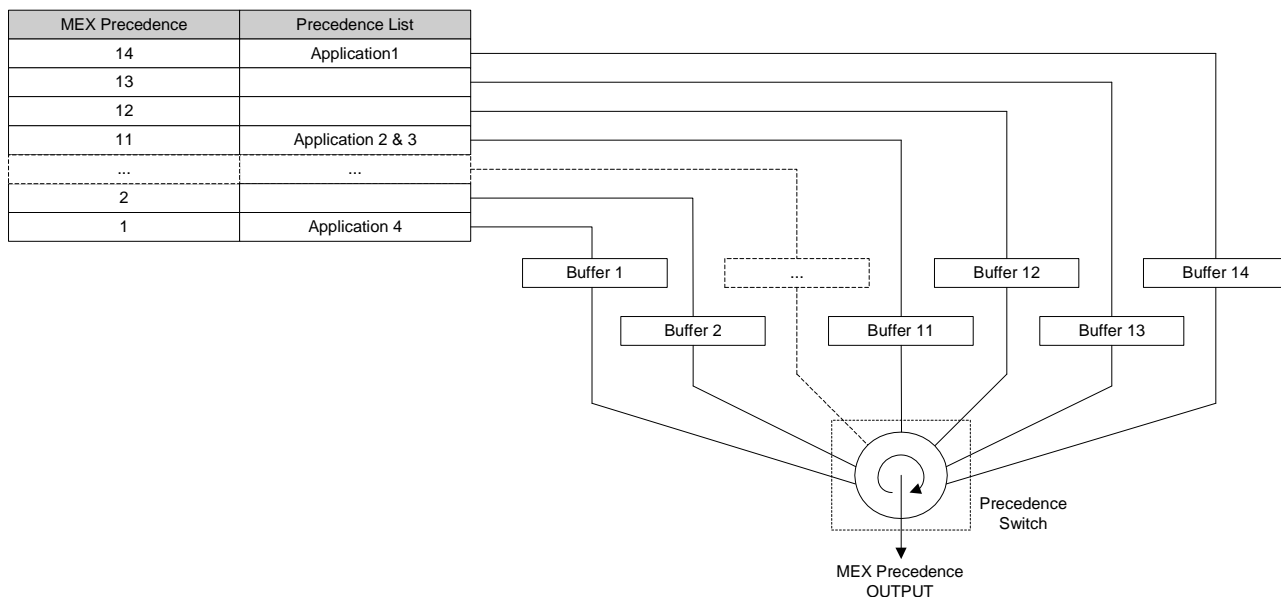 MEX Precedence Precedence List
14 Application1
13
12
11 Application 2 & 3
... ...
2
1 Application 4
Buffer 1
...
Buffer 12
Buffer 14
Buffer 2
Buffer 11
Buffer 13
Precedence
Switch
MEX Precedence
OUTPUT